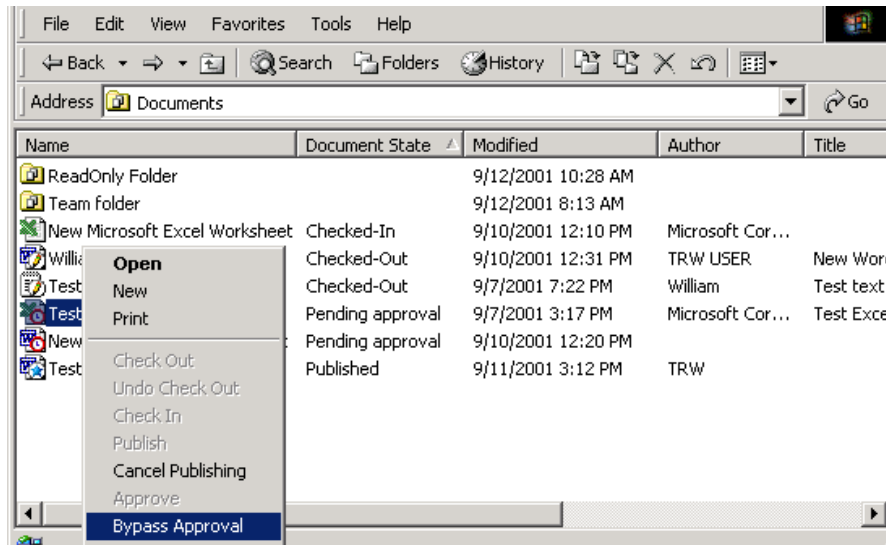 File Edit View Favorites Tools Help
Back Search Folders History
Address Documents Go
Name Document State Modified Author Title
ReadOnly Folder 9/12/2001 10:28 AM
Team folder 9/12/2001 8:13 AM
New Microsoft Excel Worksheet Checked-In 9/10/2001 12:10 PM Microsoft Cor...
Willia Checked-Out 9/10/2001 12:31 PM TRW USER New Wor
Test Checked-Out 9/7/2001 7:22 PM William Test text
Test Pending approval 9/7/2001 3:17 PM Microsoft Cor... Test Exce
New Pending approval 9/10/2001 12:20 PM
Test Published 9/11/2001 3:12 PM TRW
Open
New
Print
Check Out
Undo Check Out
Check In
Publish
Cancel Publishing
Approve
Bypass Approval